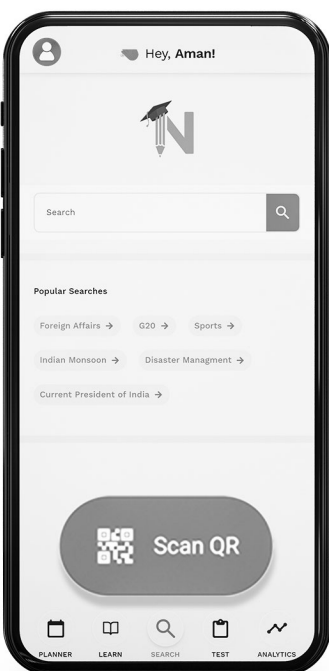 Hey, Aman!
N
Search
Popular Searches
Foreign Affairs → G20 → Sports →
Indian Monsoon → Disaster Managment →
Current President of India →
Scan QR
PLANNER LEARN SEARCH TEST ANALYTICS